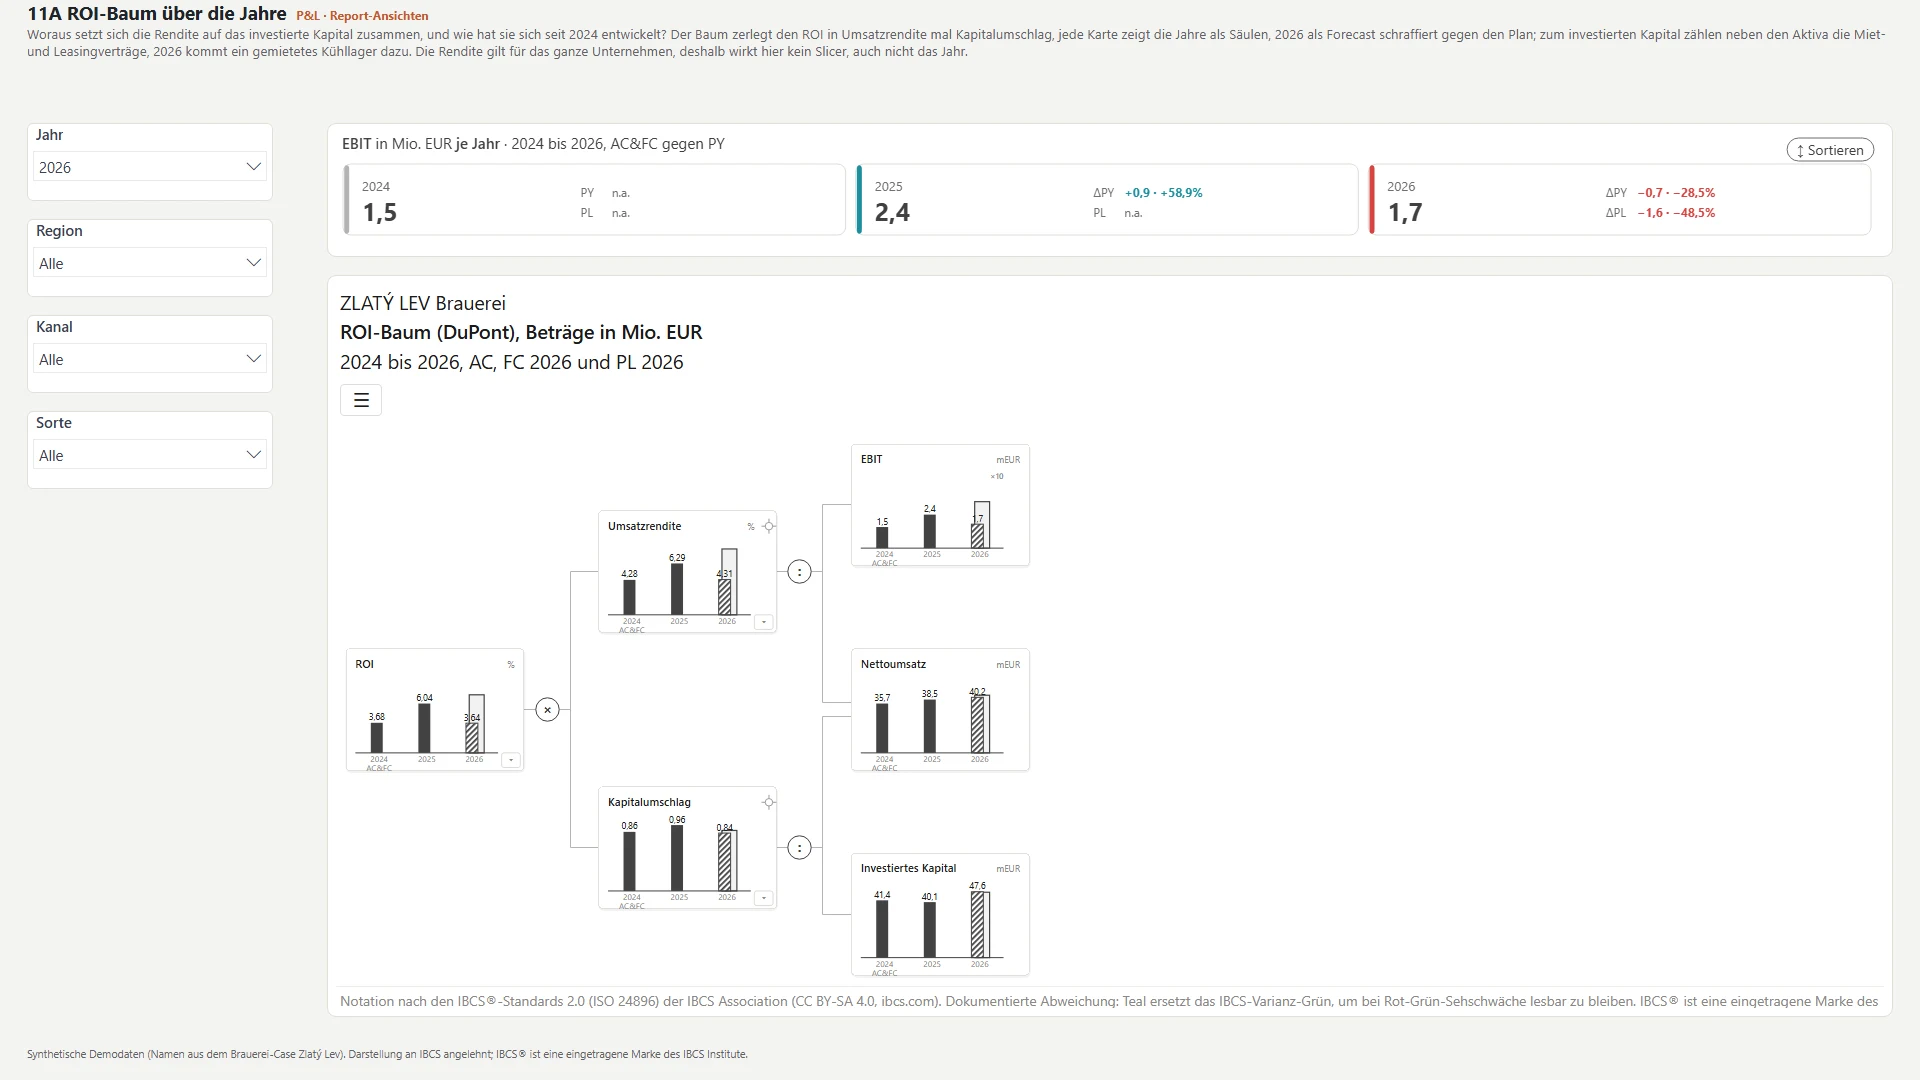 11A ROI-Baum über die Jahre P&L · Report-Ansichten
Woraus setzt sich die Rendite auf das investierte Kapital zusammen, und wie hat sie sich seit 2024 entwickelt? Der Baum zerlegt den ROI in Umsatzrendite mal Kapitalumschlag, jede Karte zeigt die Jahre als Säulen, 2026 als Forecast schraffiert gegen den Plan; zum investierten Kapital zählen neben den Aktiva die Miet-
und Leasingverträge, 2026 kommt ein gemietetes Kühllager dazu. Die Rendite gilt für das ganze Unternehmen, deshalb wirkt hier kein Slicer, auch nicht das Jahr.
Jahr
2026
Region
Alle
Kanal
Alle
Sorte
Alle
EBIT in Mio. EUR je Jahr · 2024 bis 2026, AC&FC gegen PY
↕ Sortieren
2024
1,5
PY n.a.
PL n.a.
2025
2,4
ΔPY +0,9 · +58,9%
PL n.a.
2026
1,7
ΔPY −0,7 · −28,5%
ΔPL −1,6 · −48,5%
ZLATÝ LEV Brauerei
ROI-Baum (DuPont), Beträge in Mio. EUR
2024 bis 2026, AC, FC 2026 und PL 2026
☰
ROI %
3,68 6,04 3,64
2024 2025 2026
AC&FC
×
Umsatzrendite %
4,28 6,29 4,31
2024 2025 2026
AC&FC
:
Kapitalumschlag
0,86 0,96 0,84
2024 2025 2026
AC&FC
:
EBIT mEUR
×10
1,5 2,4 1,7
2024 2025 2026
AC&FC
Nettoumsatz mEUR
35,7 38,5 40,2
2024 2025 2026
AC&FC
Investiertes Kapital mEUR
41,4 40,1 47,6
2024 2025 2026
AC&FC
Notation nach den IBCS®-Standards 2.0 (ISO 24896) der IBCS Association (CC BY-SA 4.0, ibcs.com). Dokumentierte Abweichung: Teal ersetzt das IBCS-Varianz-Grün, um bei Rot-Grün-Sehschwäche lesbar zu bleiben. IBCS® ist eine eingetragene Marke des
Synthetische Demodaten (Namen aus dem Brauerei-Case Zlatý Lev). Darstellung an IBCS angelehnt; IBCS® ist eine eingetragene Marke des IBCS Institute.